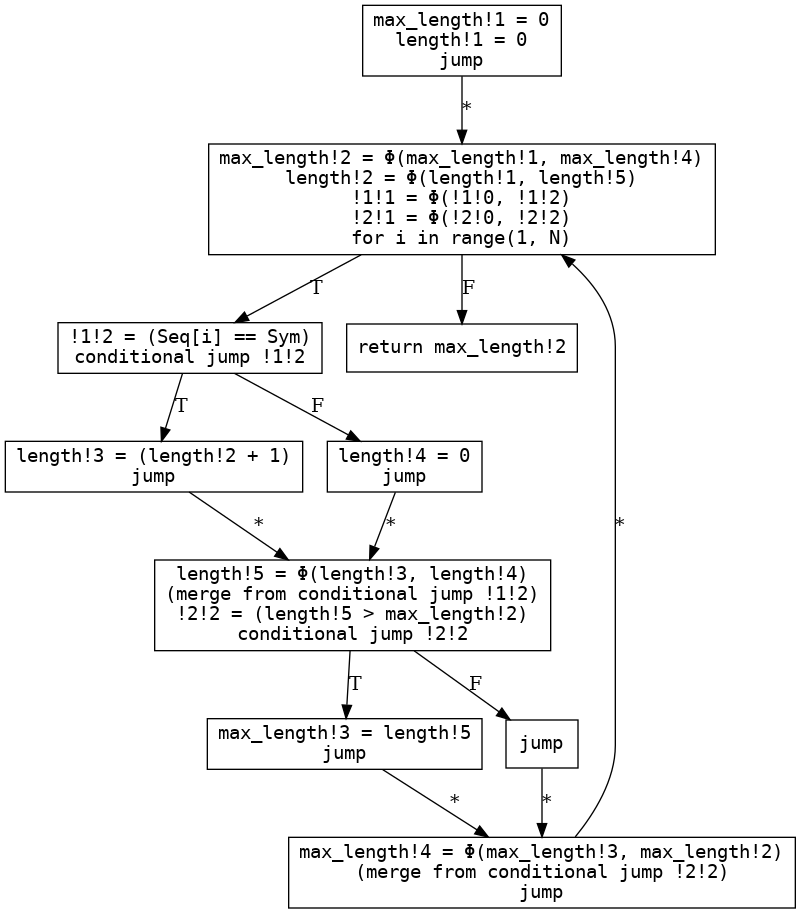 max_length!1 = 0
length!1 = 0
jump
*
max_length!2 = Φ(max_length!1, max_length!4)
length!2 = Φ(length!1, length!5)
!1!1 = Φ(!1!0, !1!2)
!2!1 = Φ(!2!0, !2!2)
for i in range(1, N)
T
F
!1!2 = (Seq[i] == Sym)
conditional jump !1!2
return max_length!2
T
F
length!3 = (length!2 + 1)
jump
length!4 = 0
jump
*
*
*
length!5 = Φ(length!3, length!4)
(merge from conditional jump !1!2)
!2!2 = (length!5 > max_length!2)
conditional jump !2!2
T
F
max_length!3 = length!5
jump
jump
*
*
max_length!4 = Φ(max_length!3, max_length!2)
(merge from conditional jump !2!2)
jump